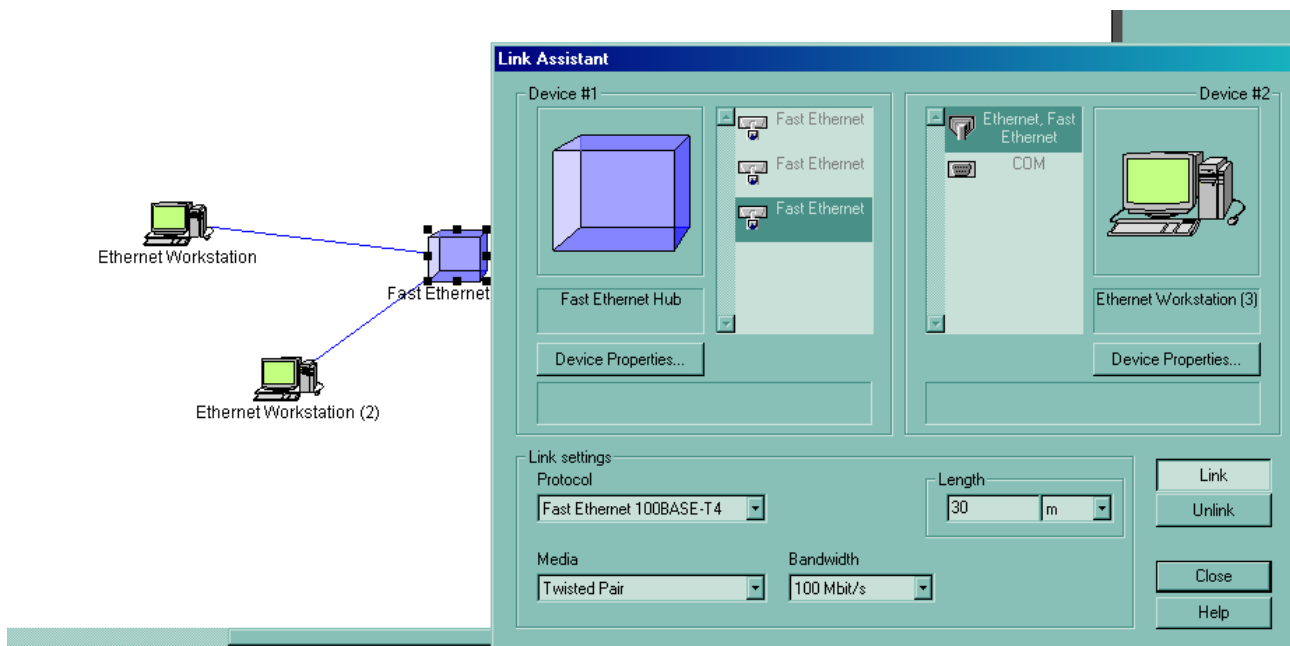 Link Assistant
Device #1
Fast Ethernet
Fast Ethernet
Fast Ethernet
Fast Ethernet Hub
Device Properties...
Device #2
Ethernet, Fast
Ethernet
COM
Ethernet Workstation (3)
Device Properties...
Ethernet Workstation
Fast Ethernet
Ethernet Workstation (2)
Link settings
Protocol
Fast Ethernet 100BASE-T4
Length
30 m
Media
Twisted Pair
Bandwidth
100 Mbit/s
Link
Unlink
Close
Help